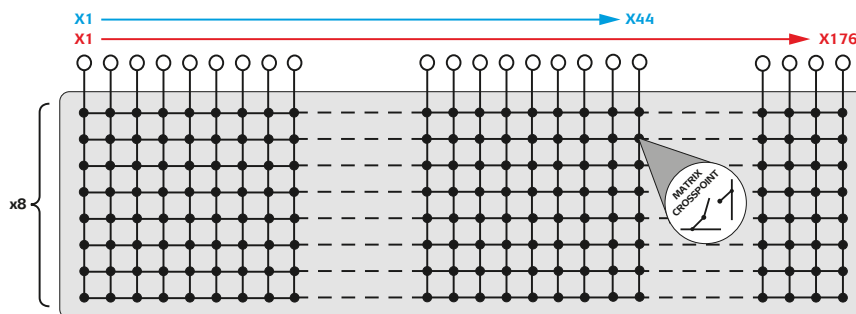 X1 X44
X1 X176
x8
MATRIX
CROSSPOINT